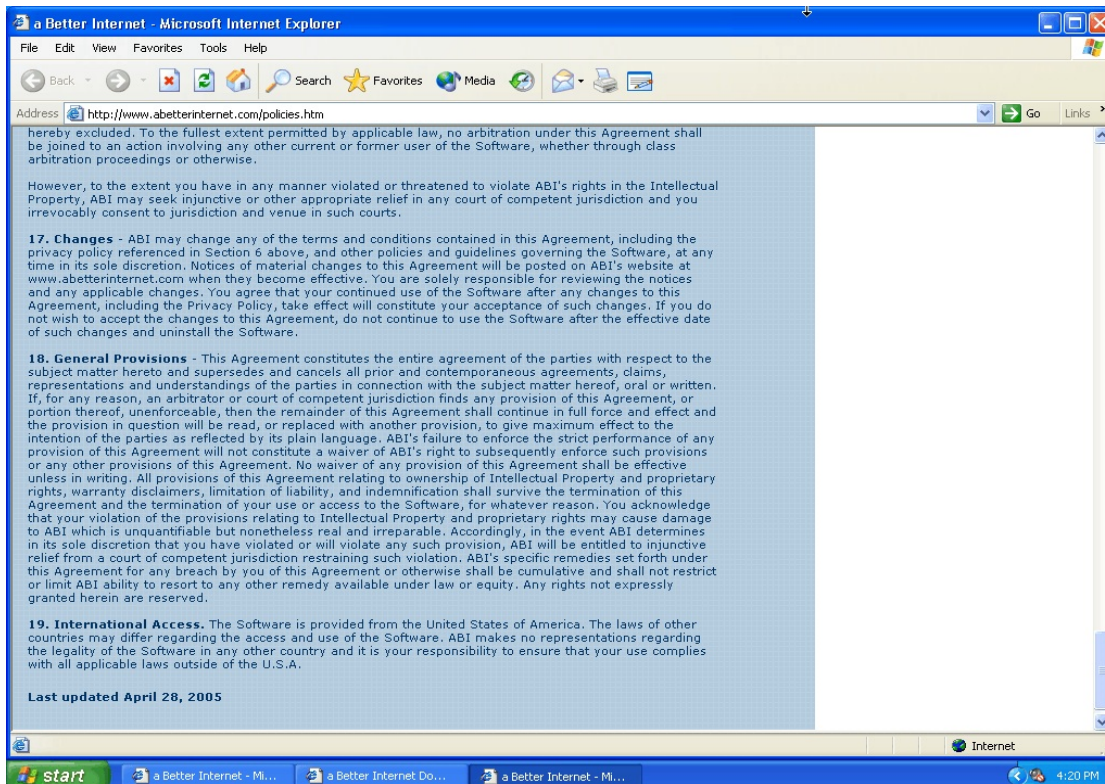 a Better Internet - Microsoft Internet Explorer
File Edit View Favorites Tools Help
Back Search Favorites Media
Address http://www.abetterinternet.com/policies.htm Go Links
hereby excluded. To the fullest extent permitted by applicable law, no arbitration under this Agreement shall
be joined to an action involving any other current or former user of the Software, whether through class
arbitration proceedings or otherwise.
However, to the extent you have in any manner violated or threatened to violate ABI's rights in the Intellectual
Property, ABI may seek injunctive or other appropriate relief in any court of competent jurisdiction and you
irrevocably consent to jurisdiction and venue in such courts.
17. Changes - ABI may change any of the terms and conditions contained in this Agreement, including the
privacy policy referenced in Section 6 above, and other policies and guidelines governing the Software, at any
time in its sole discretion. Notices of material changes to this Agreement will be posted on ABI's website at
www.abetterinternet.com when they become effective. You are solely responsible for reviewing the notices
and any applicable changes. You agree that your continued use of the Software after any changes to this
Agreement, including the Privacy Policy, take effect will constitute your acceptance of such changes. If you do
not wish to accept the changes to this Agreement, do not continue to use the Software after the effective date
of such changes and uninstall the Software.
18. General Provisions - This Agreement constitutes the entire agreement of the parties with respect to the
subject matter hereto and supersedes and cancels all prior and contemporaneous agreements, claims,
representations and understandings of the parties in connection with the subject matter hereof, oral or written.
If, for any reason, an arbitrator or court of competent jurisdiction finds any provision of this Agreement, or
portion thereof, unenforceable, then the remainder of this Agreement shall continue in full force and effect and
the provision in question will be read, or replaced with another provision, to give maximum effect to the
intention of the parties as reflected by its plain language. ABI's failure to enforce the strict performance of any
provision of this Agreement will not constitute a waiver of ABI's right to subsequently enforce such provisions
or any other provisions of this Agreement. No waiver of any provision of this Agreement shall be effective
unless in writing. All provisions of this Agreement relating to ownership of Intellectual Property and proprietary
rights, warranty disclaimers, limitation of liability, and indemnification shall survive the termination of this
Agreement and the termination of your use or access to the Software, for whatever reason. You acknowledge
that your violation of the provisions relating to Intellectual Property and proprietary rights may cause damage
to ABI which is unquantifiable but nonetheless real and irreparable. Accordingly, in the event ABI determines
in its sole discretion that you have violated or will violate any such provision, ABI will be entitled to injunctive
relief from a court of competent jurisdiction restraining such violation. ABI's specific remedies set forth under
this Agreement for any breach by you of this Agreement or otherwise shall be cumulative and shall not restrict
or limit ABI ability to resort to any other remedy available under law or equity. Any rights not expressly
granted herein are reserved.
19. International Access. The Software is provided from the United States of America. The laws of other
countries may differ regarding the access and use of the Software. ABI makes no representations regarding
the legality of the Software in any other country and it is your responsibility to ensure that your use complies
with all applicable laws outside of the U.S.A.
Last updated April 28, 2005
Internet
start a Better Internet - Mi... a Better Internet Do... a Better Internet - Mi... 4:20 PM